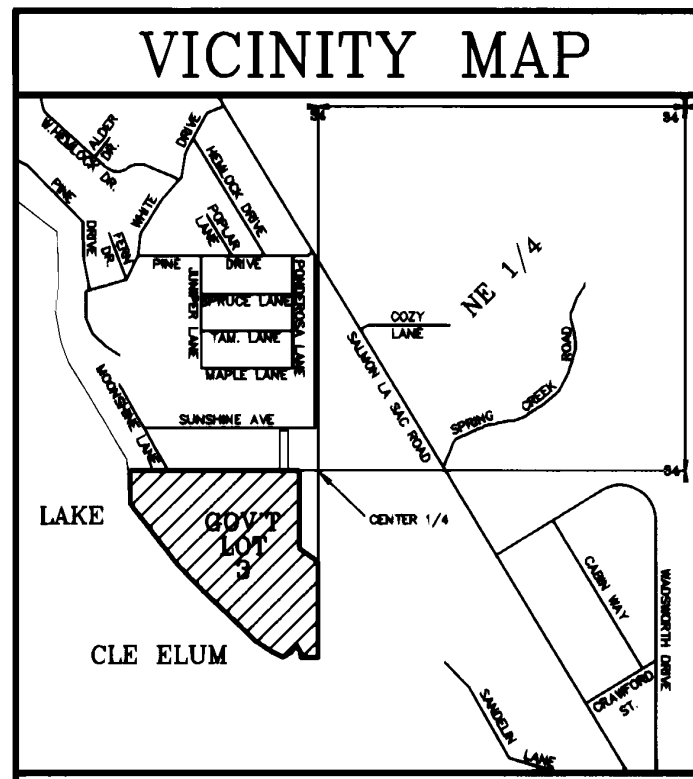 VICINITY MAP
34
34
W.HEMLOCK DR.
ALDER
DR.
DRIVE
WHITE
HEMLOCK DRIVE
PINE
DRIVE
FERN
DR.
POPLAR
LANE
PINE DRIVE
JUNIPER LANE
PONDEROSA LANE
SPRUCE LANE
TAM. LANE
MAPLE LANE
NE 1/4
COZY
LANE
SALMON LA SAC ROAD
SPRING CREEK ROAD
MOONSHINE LANE
SUNSHINE AVE
34
LAKE
GOV'T
LOT
3
CENTER 1/4
CABIN WAY
WADSWORTH DRIVE
CLE ELUM
CRAWFORD
ST.
SANDELIN
LANE